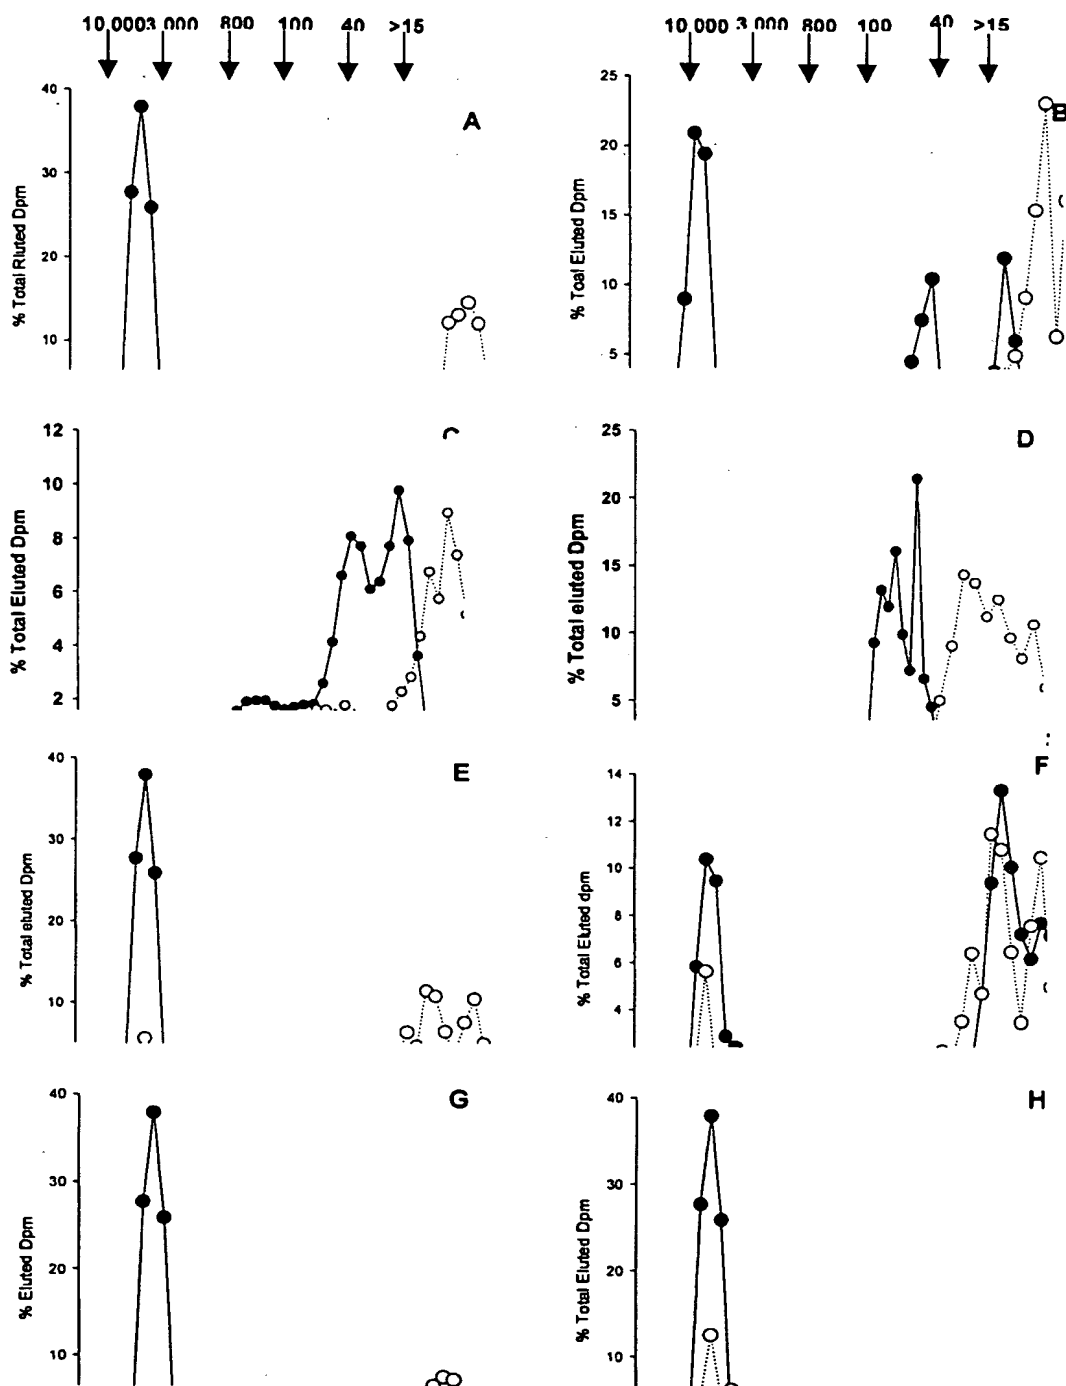 10,000 3,000 800 100 40 >15
10,000 3,000 800 100 40 >15
A
% Total Rluted Dpm
40
30
20
10
B
% Toal Eluted Dpm
25
20
15
10
5
C
% Total Eluted Dpm
12
10
8
6
4
2
D
% Total eluted Dpm
25
20
15
10
5
E
% Total eluted Dpm
40
30
20
10
F
% Total Eluted dpm
14
12
10
8
6
4
G
% Eluted Dpm
40
30
20
10
H
% Total Eluted Dpm
40
30
20
10